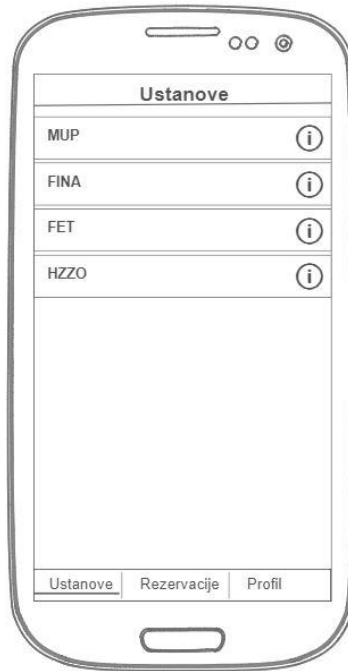 Ustanove
MUP
FINA
FET
HZZO
Ustanove Rezervacije Profil